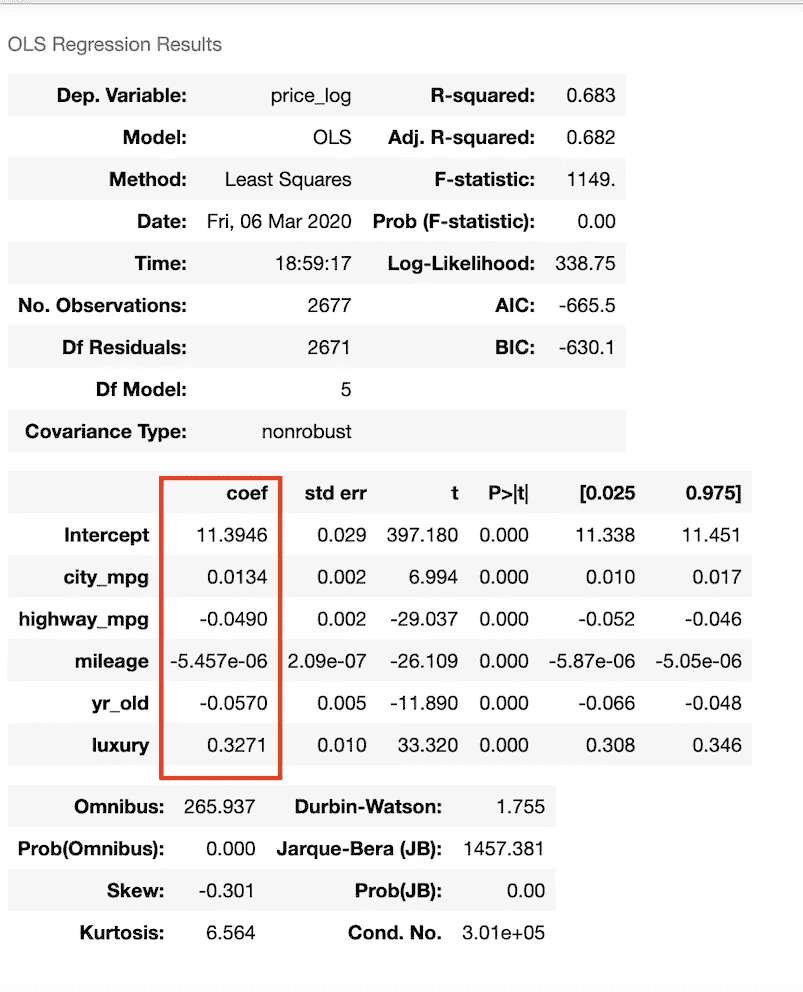 OLS Regression Results
Dep. Variable: price_log R-squared: 0.683
Model: OLS Adj. R-squared: 0.682
Method: Least Squares F-statistic: 1149.
Date: Fri, 06 Mar 2020 Prob (F-statistic): 0.00
Time: 18:59:17 Log-Likelihood: 338.75
No. Observations: 2677 AIC: -665.5
Df Residuals: 2671 BIC: -630.1
Df Model: 5
Covariance Type: nonrobust
coef std err t P>|t| [0.025 0.975]
Intercept 11.3946 0.029 397.180 0.000 11.338 11.451
city_mpg 0.0134 0.002 6.994 0.000 0.010 0.017
highway_mpg -0.0490 0.002 -29.037 0.000 -0.052 -0.046
mileage -5.457e-06 2.09e-07 -26.109 0.000 -5.87e-06 -5.05e-06
yr_old -0.0570 0.005 -11.890 0.000 -0.066 -0.048
luxury 0.3271 0.010 33.320 0.000 0.308 0.346
Omnibus: 265.937 Durbin-Watson: 1.755
Prob(Omnibus): 0.000 Jarque-Bera (JB): 1457.381
Skew: -0.301 Prob(JB): 0.00
Kurtosis: 6.564 Cond. No. 3.01e+05